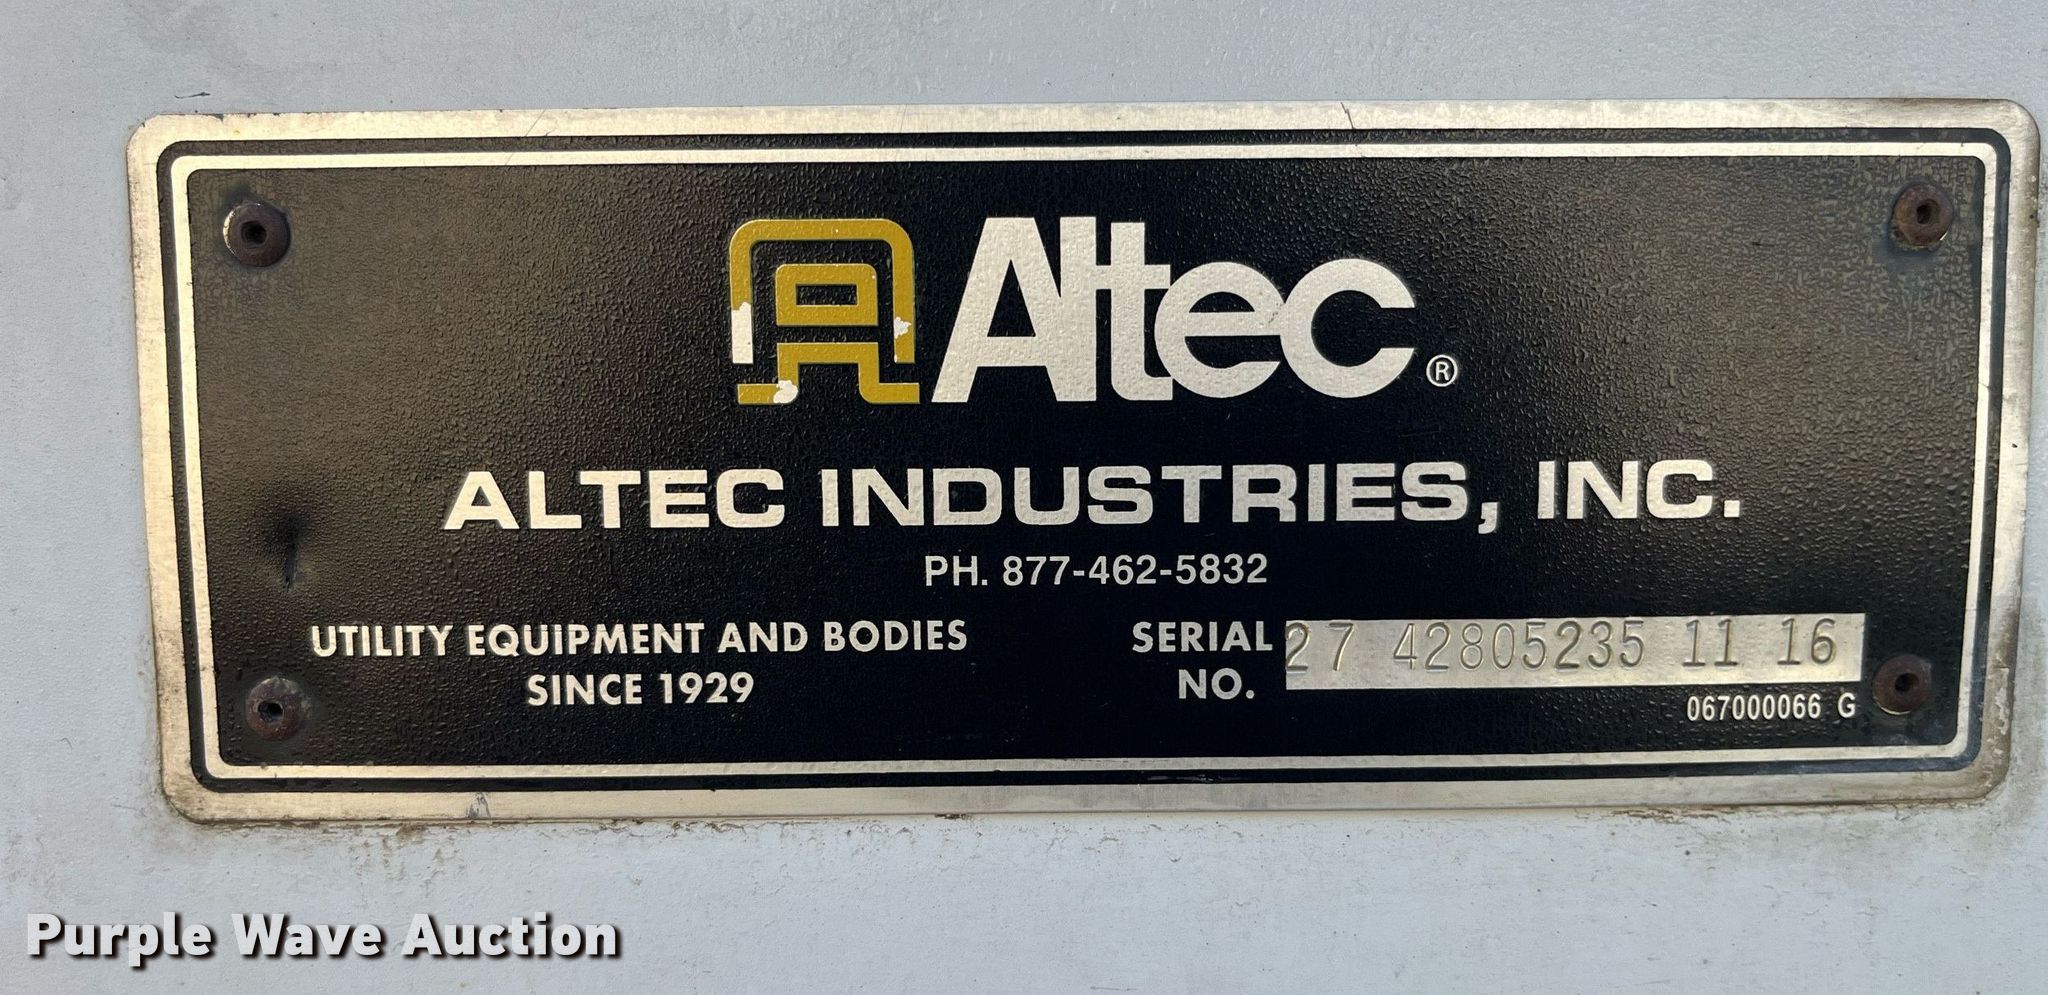 Altec®
ALTEC INDUSTRIES, INC.
PH. 877-462-5832
UTILITY EQUIPMENT AND BODIES
SINCE 1929
SERIAL
NO.
27 42805235 11 16
067000066 G
Purple Wave Auction